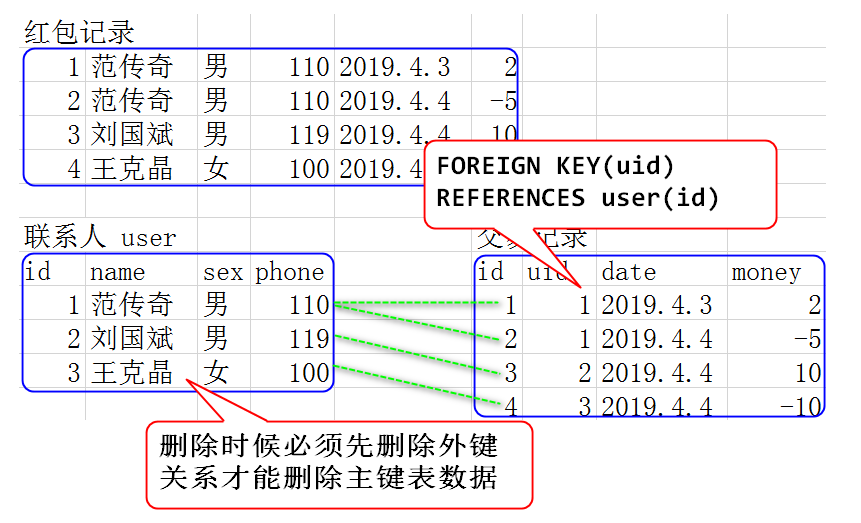 红包记录
1 范传奇 男 110 2019.4.3 2
2 范传奇 男 110 2019.4.4 -5
3 刘国斌 男 119 2019.4.4 10
4 王克晶 女 100 2019.4
FOREIGN KEY(uid)
REFERENCES user(id)
联系人 user
id name sex phone
1 范传奇 男 110
2 刘国斌 男 119
3 王克晶 女 100
交易记录
id uid date money
1 1 2019.4.3 2
2 1 2019.4.4 -5
3 2 2019.4.4 10
4 3 2019.4.4 -10
删除时候必须先删除外键
关系才能删除主键表数据